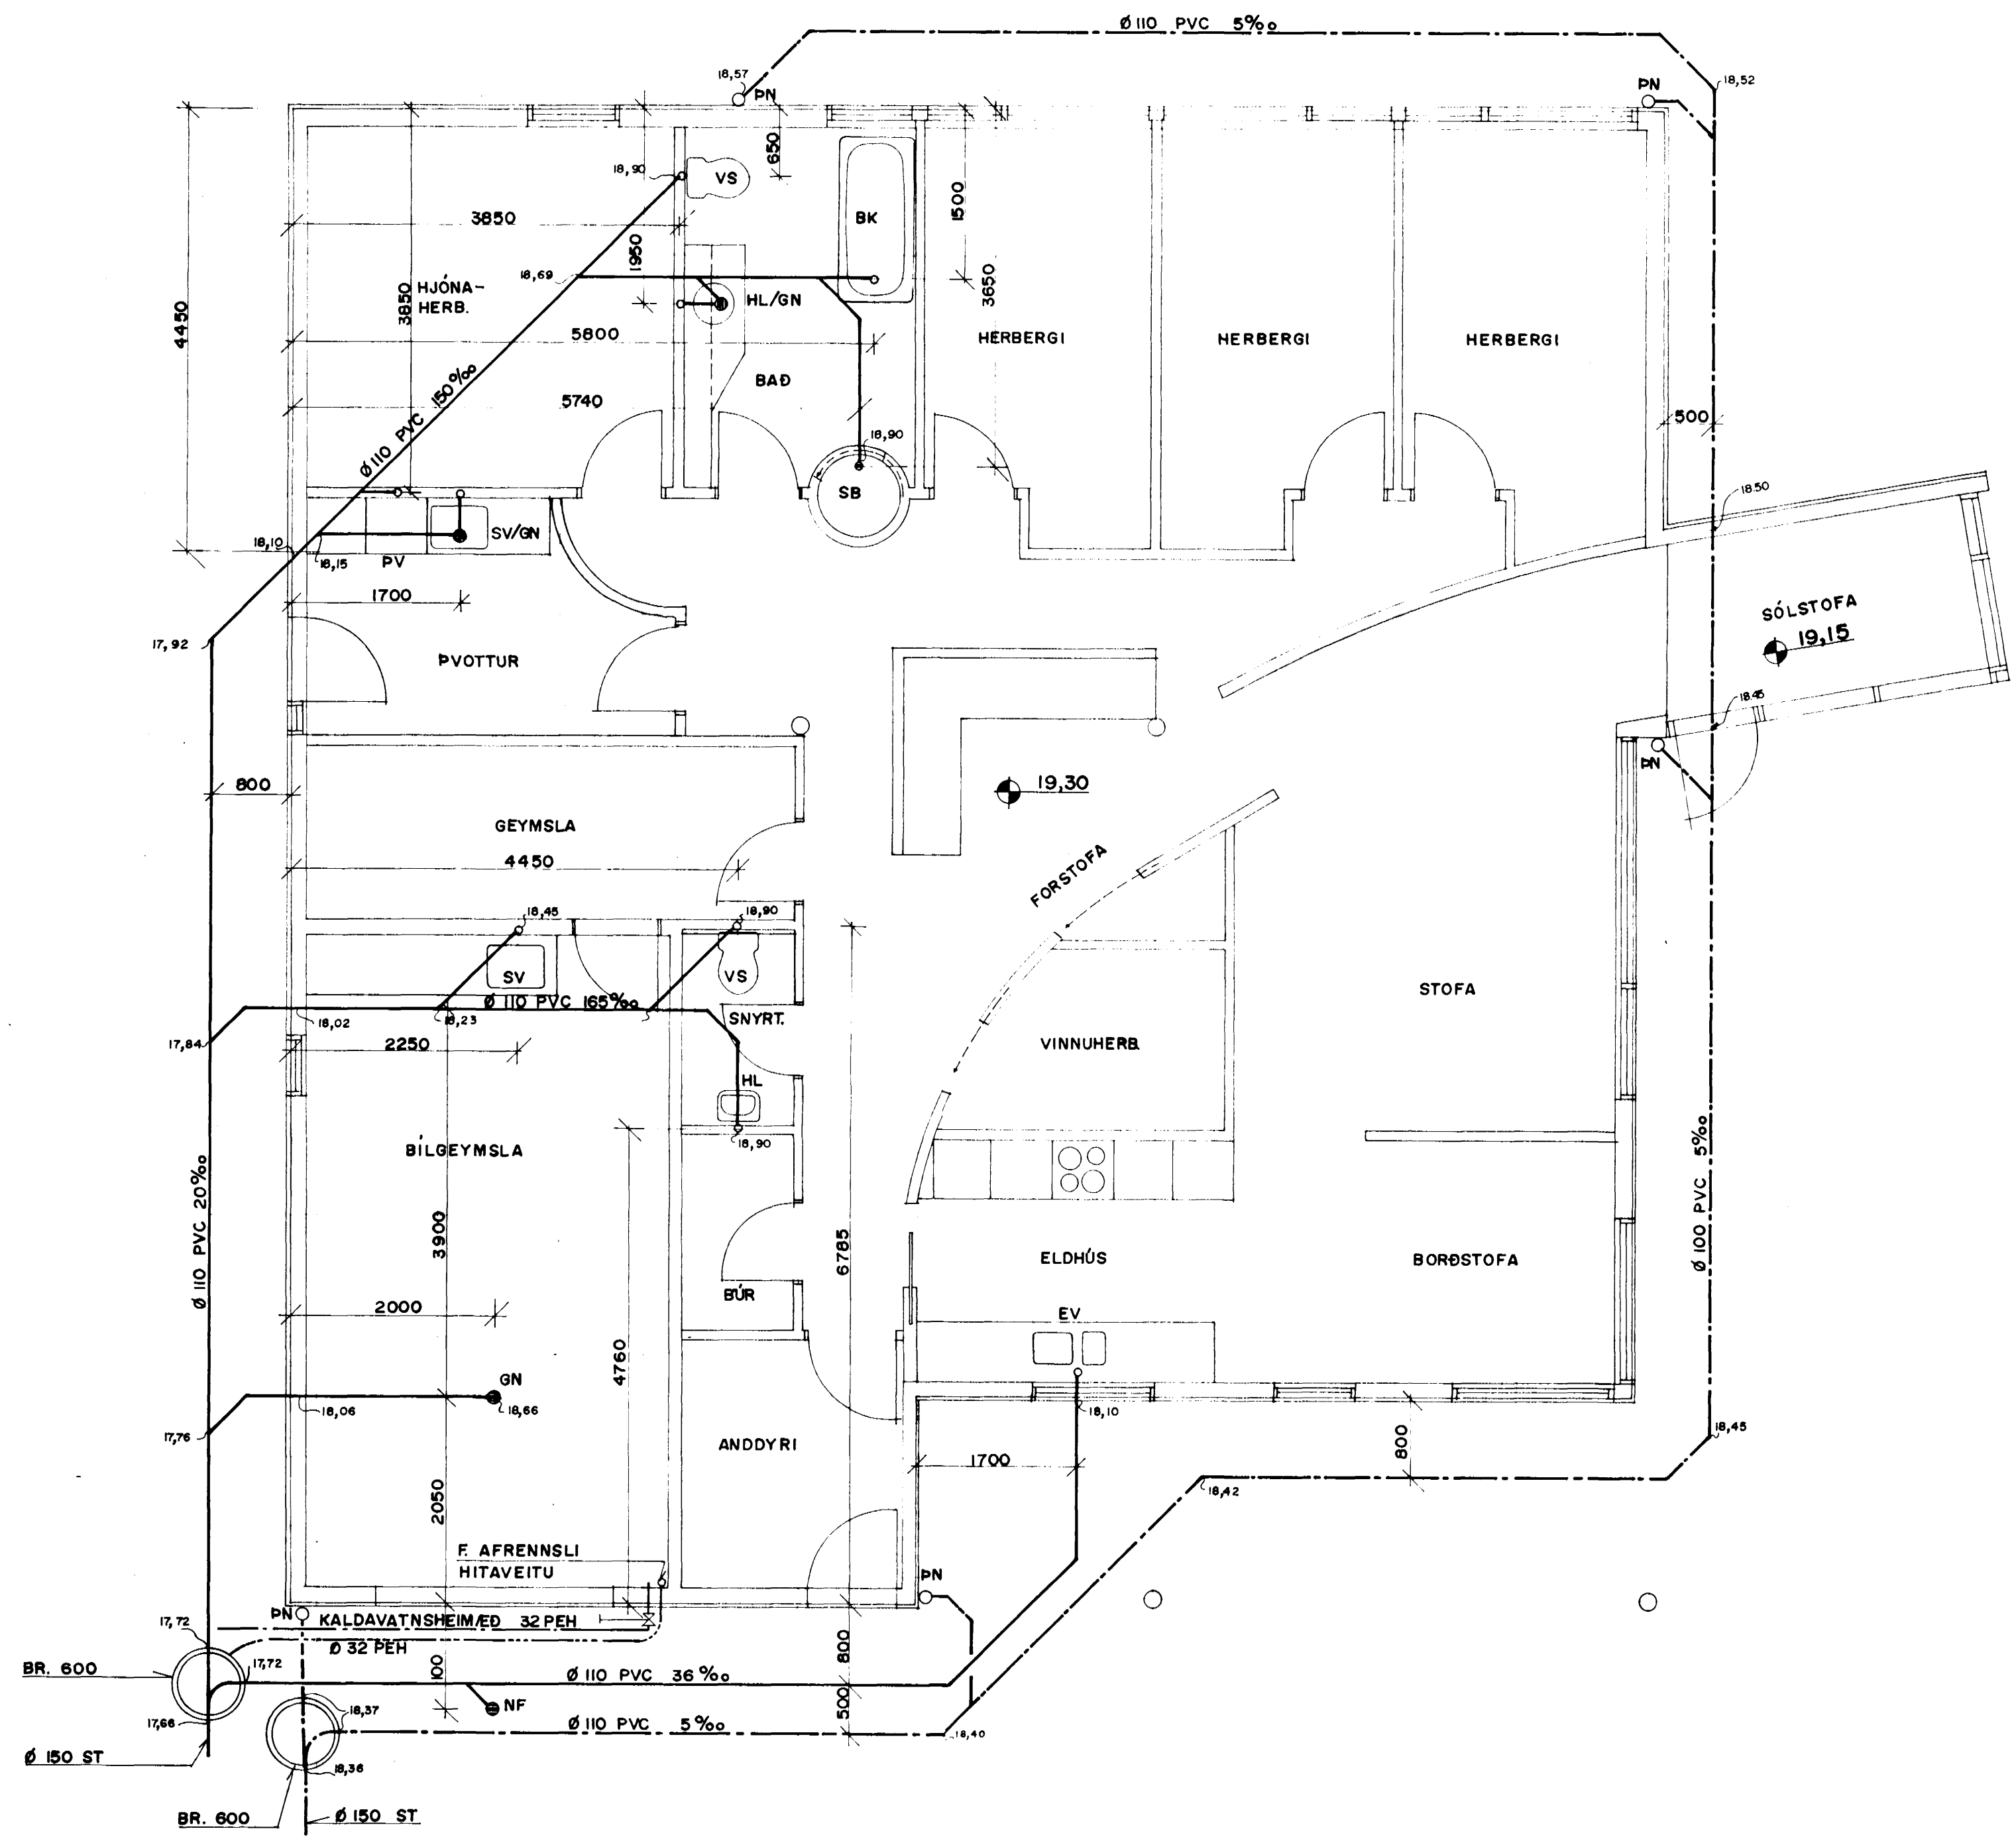 Ø 110 PVC 5‰
18,57
ÞN
18,52
ÞN
650
18,90
VS
3850
BK
1500
1950
18,69
HJÓNA-
HERB.
3850
4450
HL/GN
3650
5800
HERBERGI
HERBERGI
HERBERGI
BAÐ
Ø 110 PVC 150‰
5740
500
18,90
SB
18.50
SV/GN
18,10
18,15
ÞV
1700
SÓLSTOFA
19,15
17,92
ÞVOTTUR
18.45
ÞN
800
19,30
GEYMSLA
4450
FORSTOFA
18,45
18,90
SV
VS
STOFA
Ø 110 PVC 165‰
18,02
18,23
SNYRT.
17,84
2250
VINNUHERB.
HL
18,90
BÍLGEYMSLA
Ø 110 PVC 20‰
Ø 100 PVC 5‰
3900
6785
ELDHÚS
BORÐSTOFA
BÚR
2000
EV
4760
GN
18,06
18,66
17,76
18,10
18,45
ANDDYRI
1700
800
18,42
2050
F. AFRENNSLI
HITAVEITU
ÞN
ÞN
KALDAVATNSHEIMÆÐ 32 PEH
17,72
Ø 32 PEH
800
BR. 600
17,72
100
Ø 110 PVC 36‰
NF
500
18,37
17,66
Ø 110 PVC 5‰
18,40
Ø 150 ST
18,36
BR. 600
Ø 150 ST